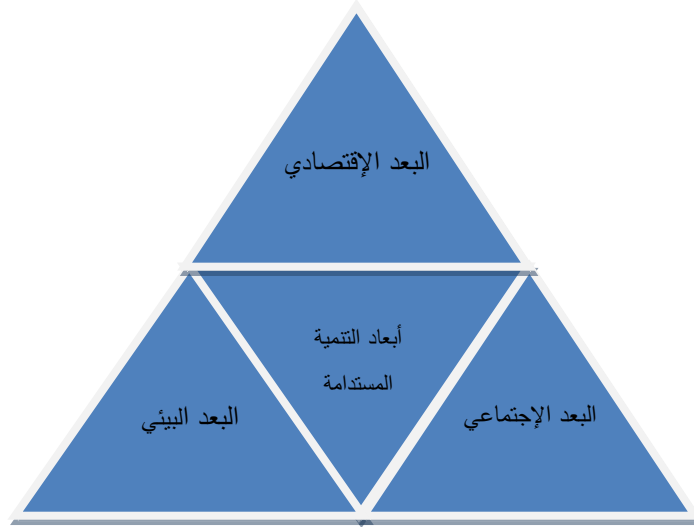 البعد الإقتصادي
أبعاد التنمية
المستدامة
البعد الإجتماعي
البعد البيئي